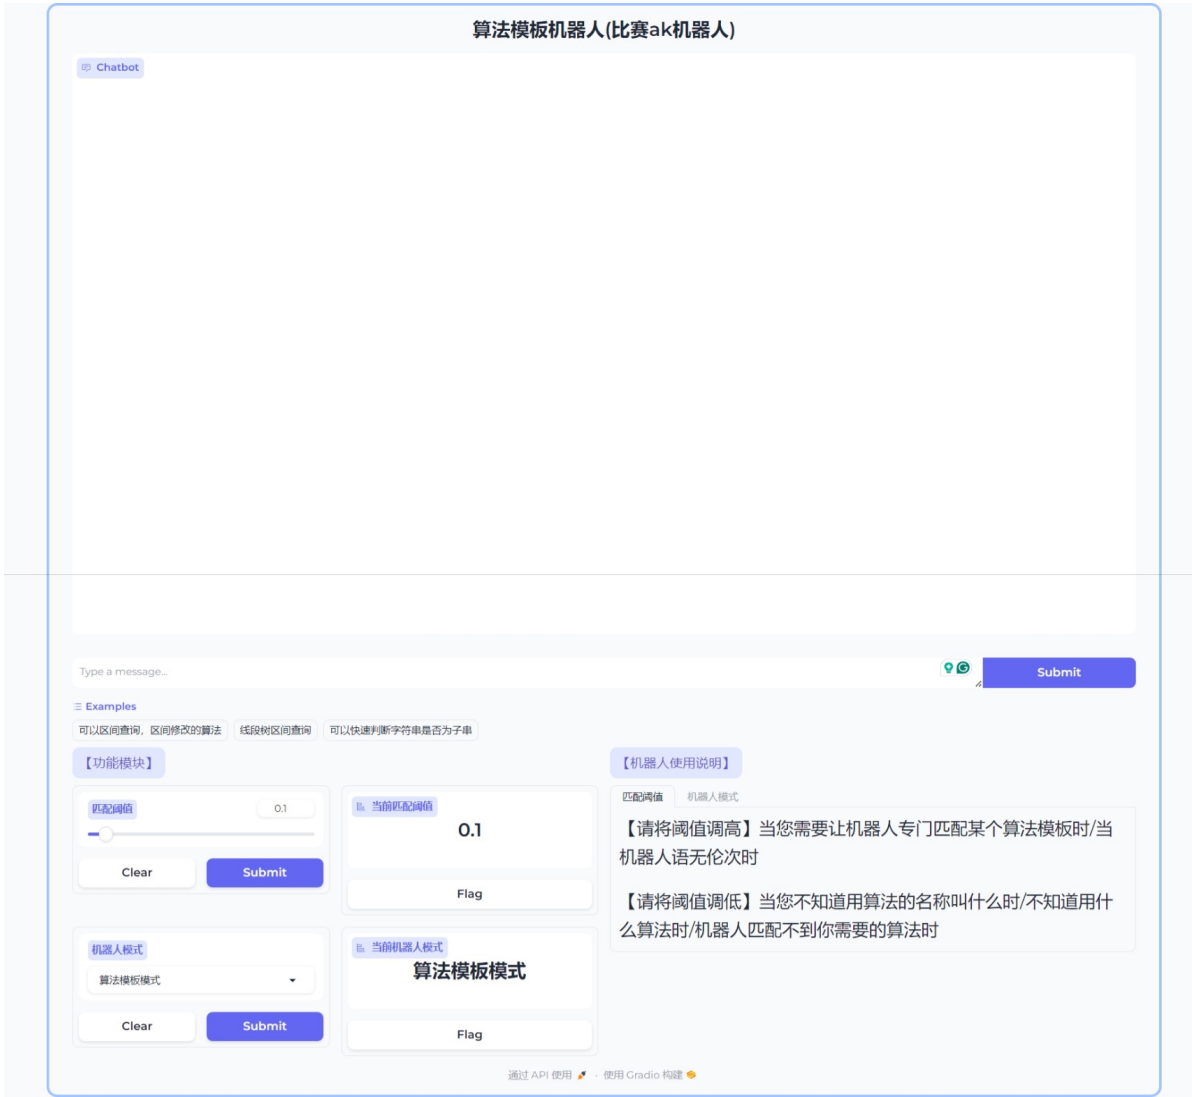 算法模板机器人(比赛ak机器人)
Chatbot
Type a message...
Submit
Examples
可以区间查询，区间修改的算法
线段树区间查询
可以快速判断字符串是否为子串
【功能模块】
匹配阈值
0.1
Clear
Submit
当前匹配阈值
0.1
Flag
机器人模式
算法模板模式
Clear
Submit
当前机器人模式
算法模板模式
Flag
【机器人使用说明】
匹配阈值
机器人模式
【请将阈值调高】当您需要让机器人专门匹配某个算法模板时/当
机器人语无伦次时
【请将阈值调低】当您不知道用算法的名称叫什么时/不知道用什
么算法时/机器人匹配不到你需要的算法时
通过 API 使用 🚀 · 使用 Gradio 构建